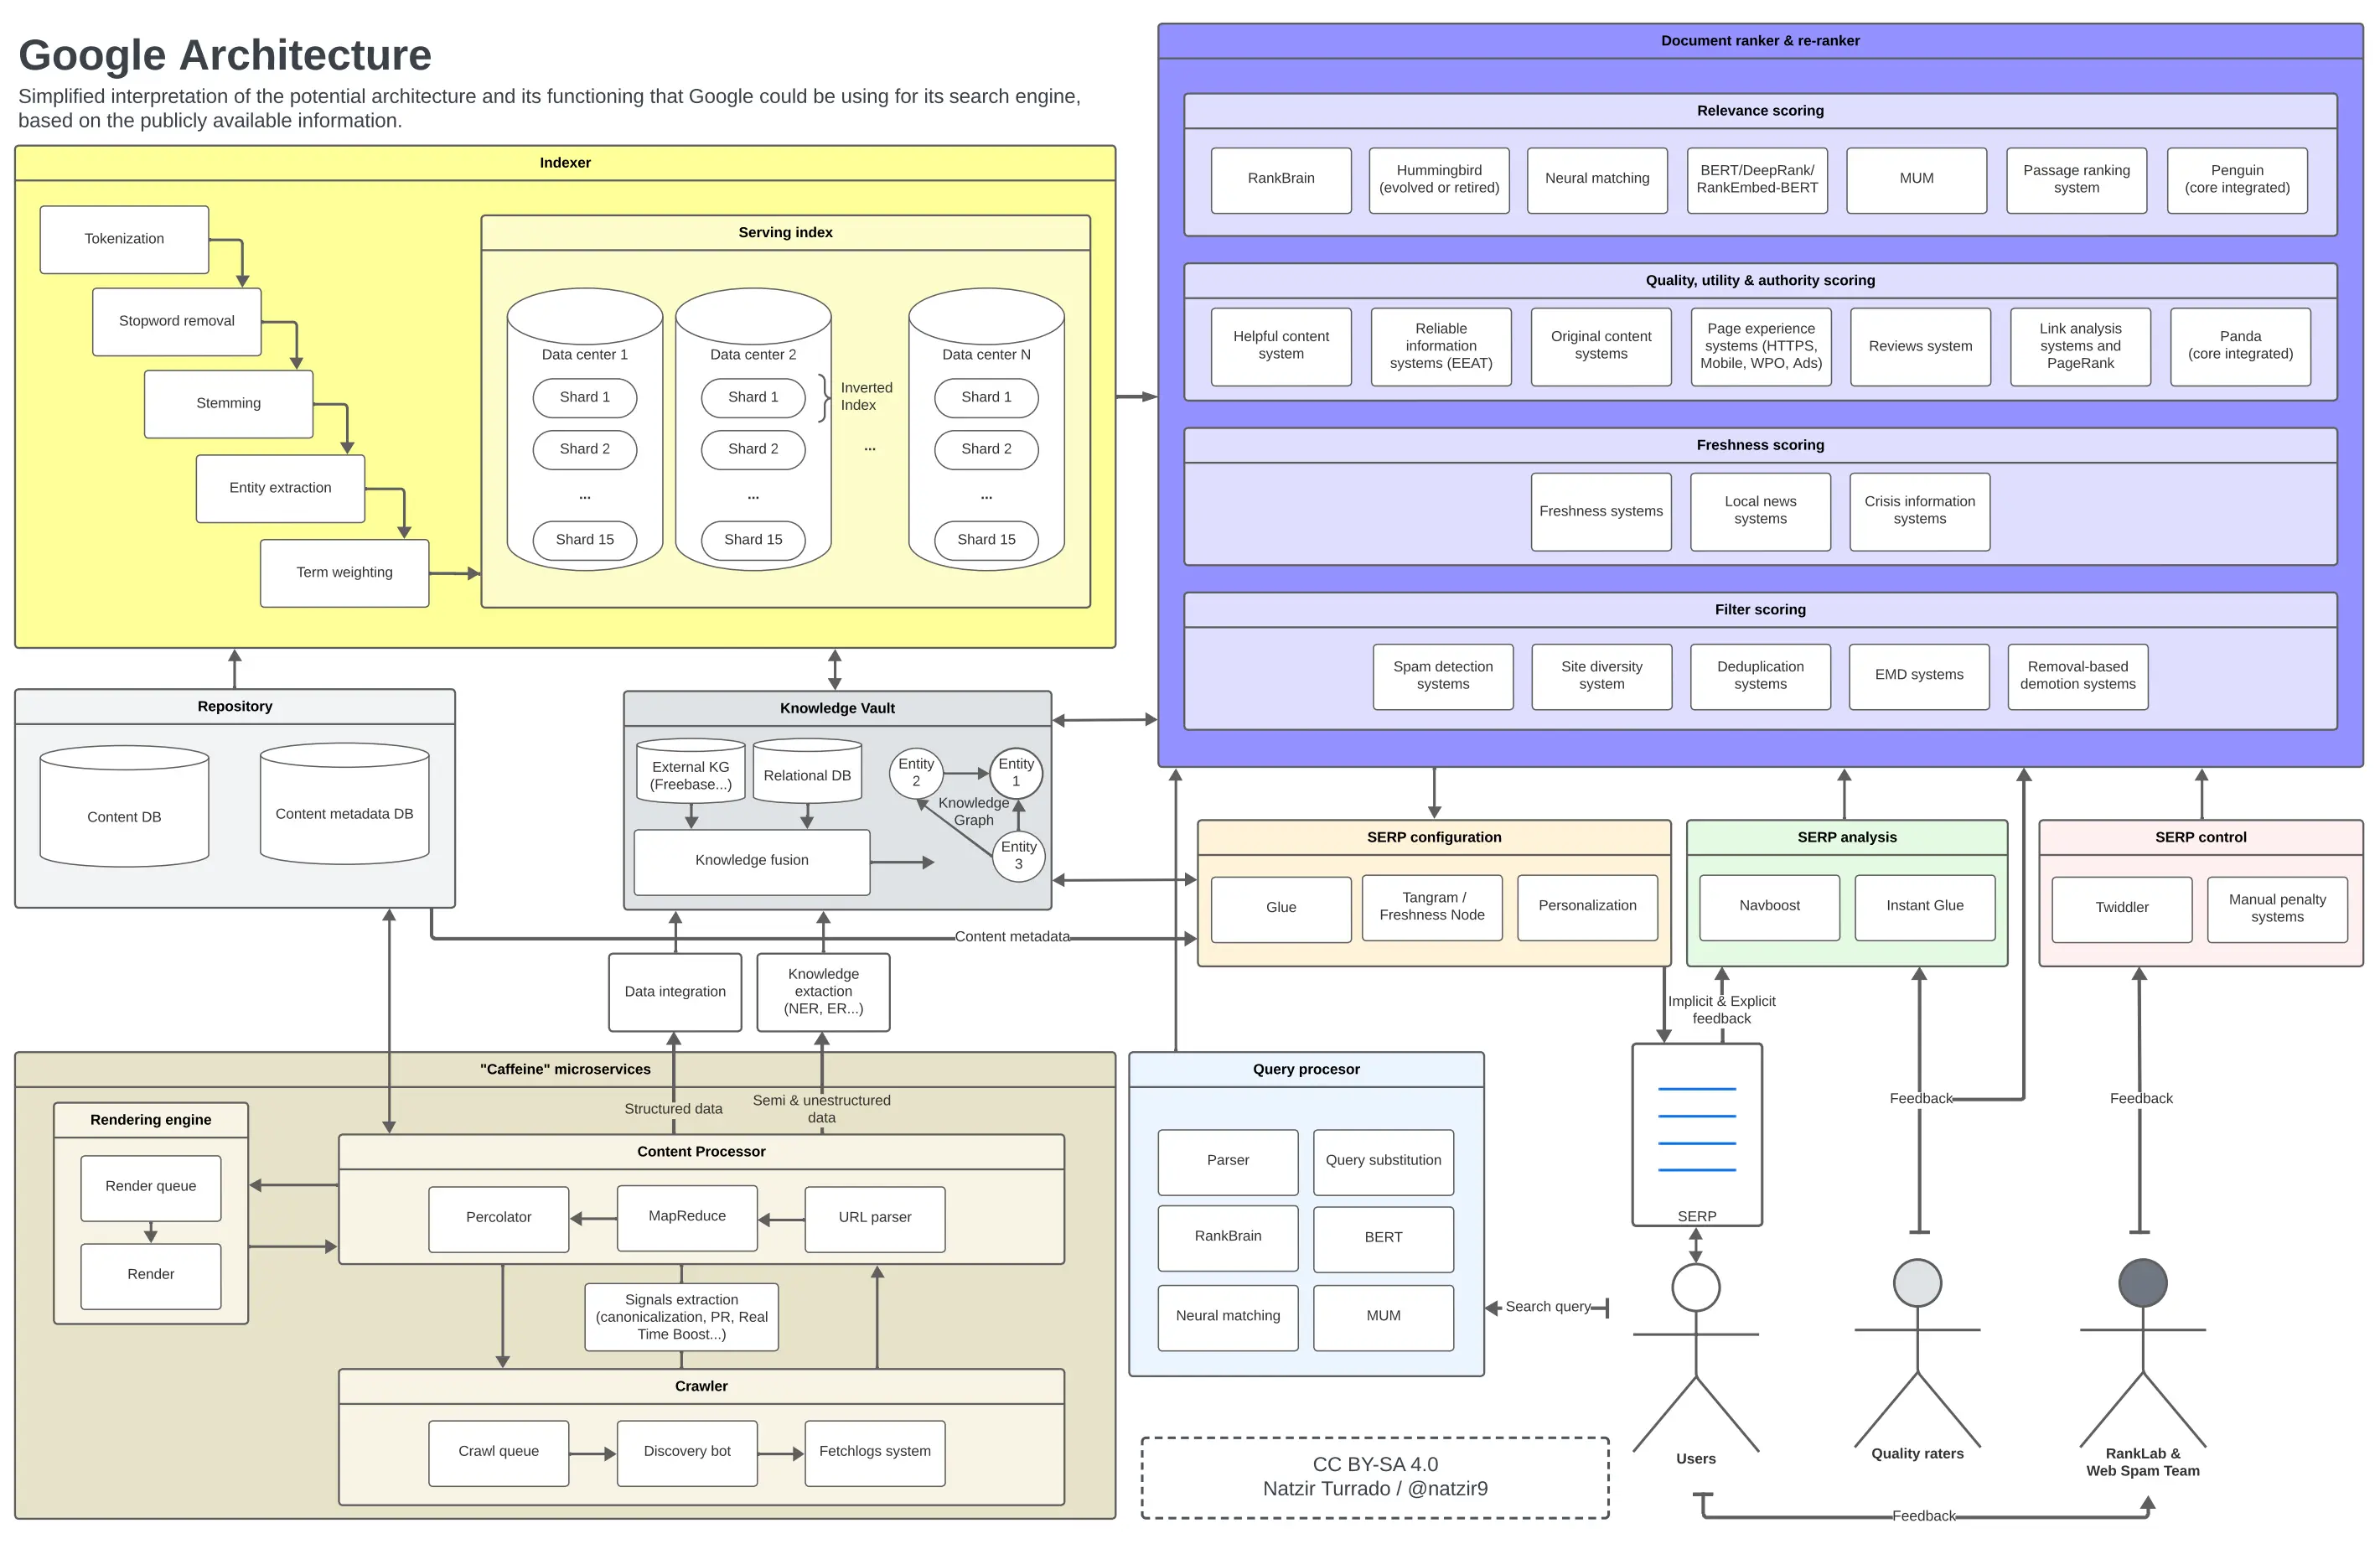 Google Architecture
Simplified interpretation of the potential architecture and its functioning that Google could be using for its search engine,
based on the publicly available information.
Indexer
Tokenization
Stopword removal
Stemming
Entity extraction
Term weighting
Serving index
Data center 1
Shard 1
Shard 2
...
Shard 15
Data center 2
Shard 1
Shard 2
...
Shard 15
Inverted
Index
...
Data center N
Shard 1
Shard 2
...
Shard 15
Document ranker & re-ranker
Relevance scoring
RankBrain
Hummingbird
(evolved or retired)
Neural matching
BERT/DeepRank/
RankEmbed-BERT
MUM
Passage ranking
system
Penguin
(core integrated)
Quality, utility & authority scoring
Helpful content
system
Reliable
information
systems (EEAT)
Original content
systems
Page experience
systems (HTTPS,
Mobile, WPO, Ads)
Reviews system
Link analysis
systems and
PageRank
Panda
(core integrated)
Freshness scoring
Freshness systems
Local news
systems
Crisis information
systems
Filter scoring
Spam detection
systems
Site diversity
system
Deduplication
systems
EMD systems
Removal-based
demotion systems
Repository
Content DB
Content metadata DB
Knowledge Vault
External KG
(Freebase...)
Relational DB
Knowledge fusion
Entity
2
Entity
1
Knowledge
Graph
Entity
3
Content metadata
Data integration
Knowledge
extaction
(NER, ER...)
SERP configuration
Glue
Tangram /
Freshness Node
Personalization
SERP analysis
Navboost
Instant Glue
SERP control
Twiddler
Manual penalty
systems
Implicit & Explicit
feedback
"Caffeine" microservices
Structured data
Semi & unestructured
data
Rendering engine
Render queue
Render
Content Processor
Percolator
MapReduce
URL parser
Signals extraction
(canonicalization, PR, Real
Time Boost...)
Crawler
Crawl queue
Discovery bot
Fetchlogs system
Query procesor
Parser
Query substitution
RankBrain
BERT
Neural matching
MUM
Search query
SERP
Feedback
Feedback
Users
Quality raters
RankLab &
Web Spam Team
Feedback
CC BY-SA 4.0
Natzir Turrado / @natzir9